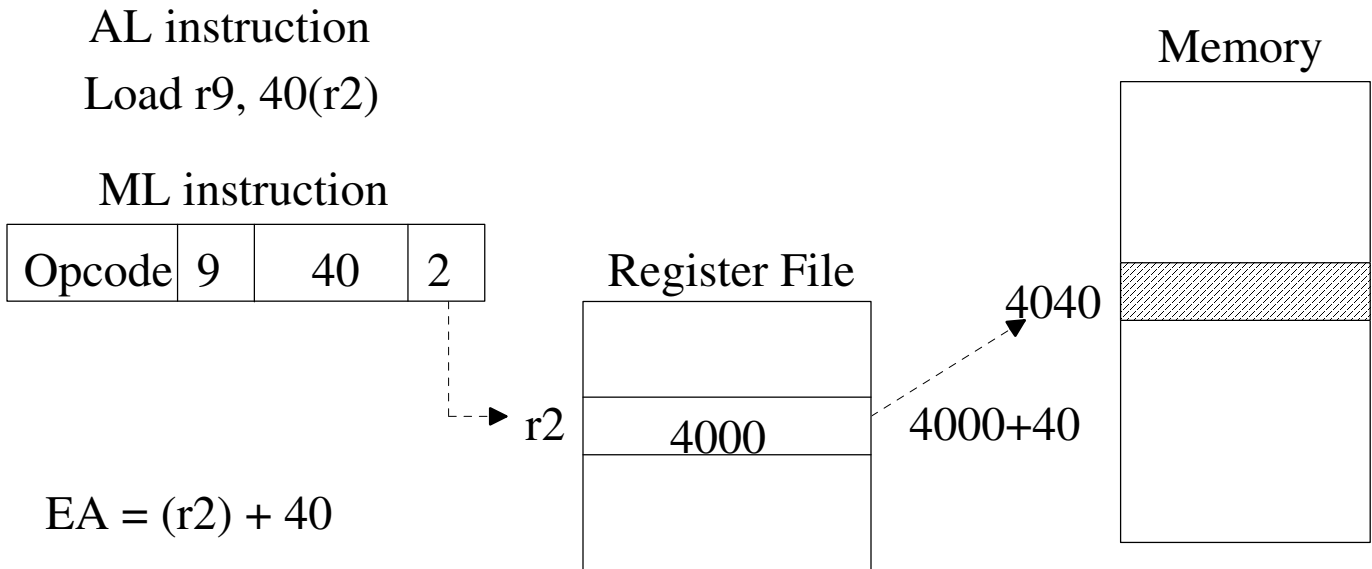 AL instruction
Load r9, 40(r2)
ML instruction
Opcode 9 40 2
EA = (r2) + 40
Register File
r2 4000
4000+40
Memory
4040